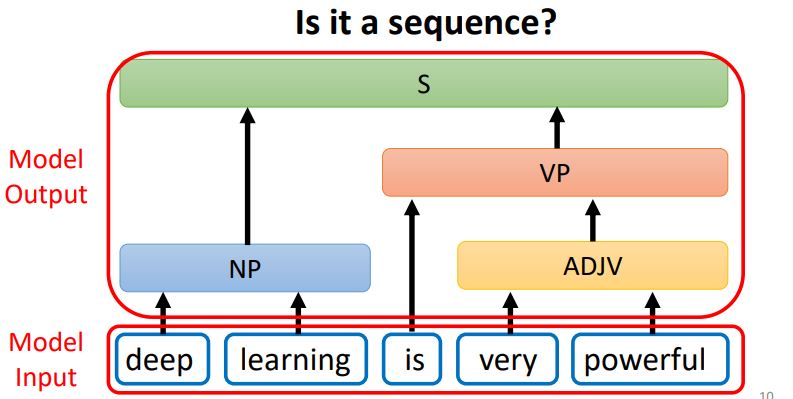 Is it a sequence?
S
Model
Output
VP
NP
ADJV
Model
Input
deep learning is very powerful
10